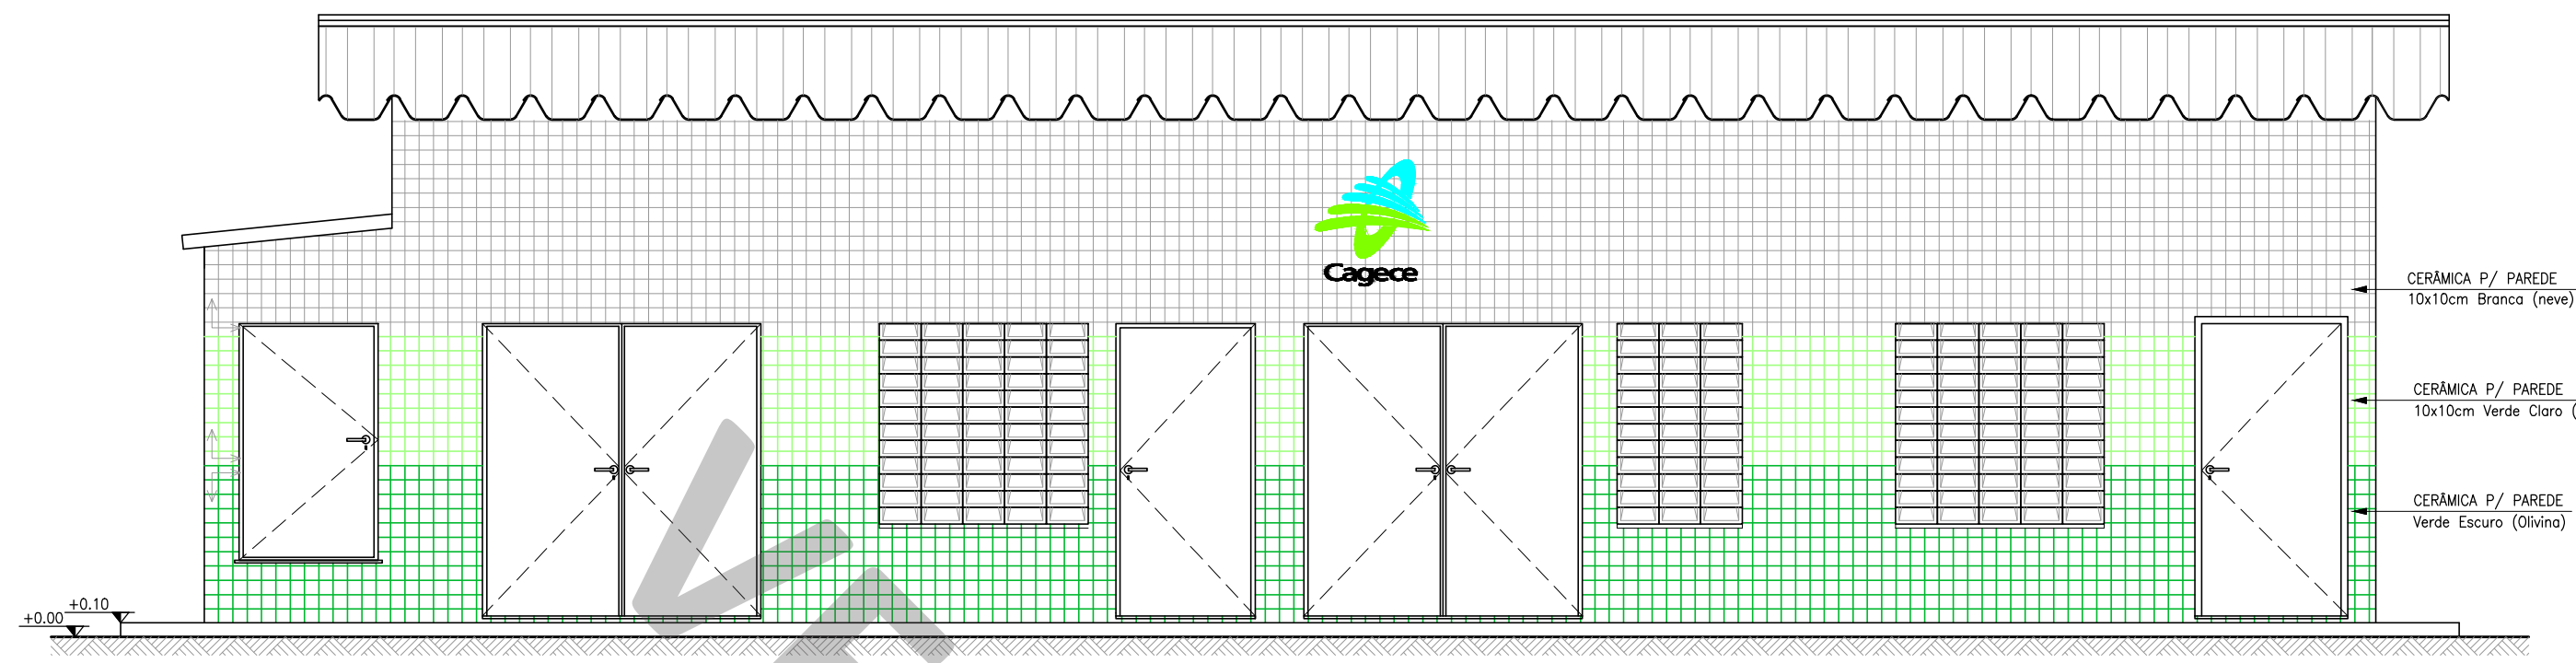 Cagece
CERÂMICA P/ PAREDE
10x10cm Branca (neve)
CERÂMICA P/ PAREDE
10x10cm Verde Claro (
CERÂMICA P/ PAREDE
Verde Escuro (Olivina)
+0.10
+0.00